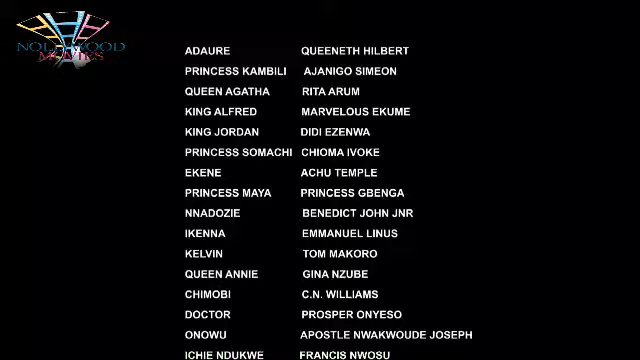 NOLLYWOOD
MOVIES
ADAURE QUEENETH HILBERT
PRINCESS KAMBILI AJANIGO SIMEON
QUEEN AGATHA RITA ARUM
KING ALFRED MARVELOUS EKUME
KING JORDAN DIDI EZENWA
PRINCESS SOMACHI CHIOMA IVOKE
EKENE ACHU TEMPLE
PRINCESS MAYA PRINCESS GBENGA
NNADOZIE BENEDICT JOHN JNR
IKENNA EMMANUEL LINUS
KELVIN TOM MAKORO
QUEEN ANNIE GINA NZUBE
CHIMOBI C.N. WILLIAMS
DOCTOR PROSPER ONYESO
ONOWU APOSTLE NWAKWOUDE JOSEPH
ICHIE NDUKWE FRANCIS NWOSU